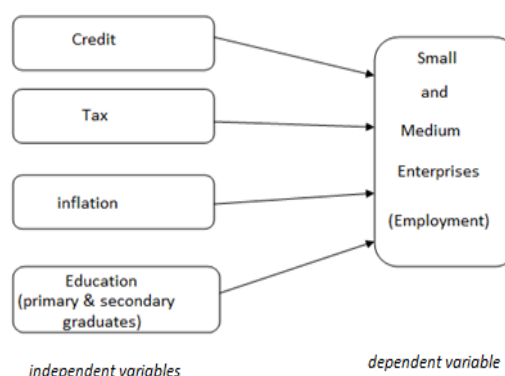 Credit
Tax
inflation
Education
(primary & secondary
graduates)
independent variables
Small
and
Medium
Enterprises
(Employment)
dependent variable